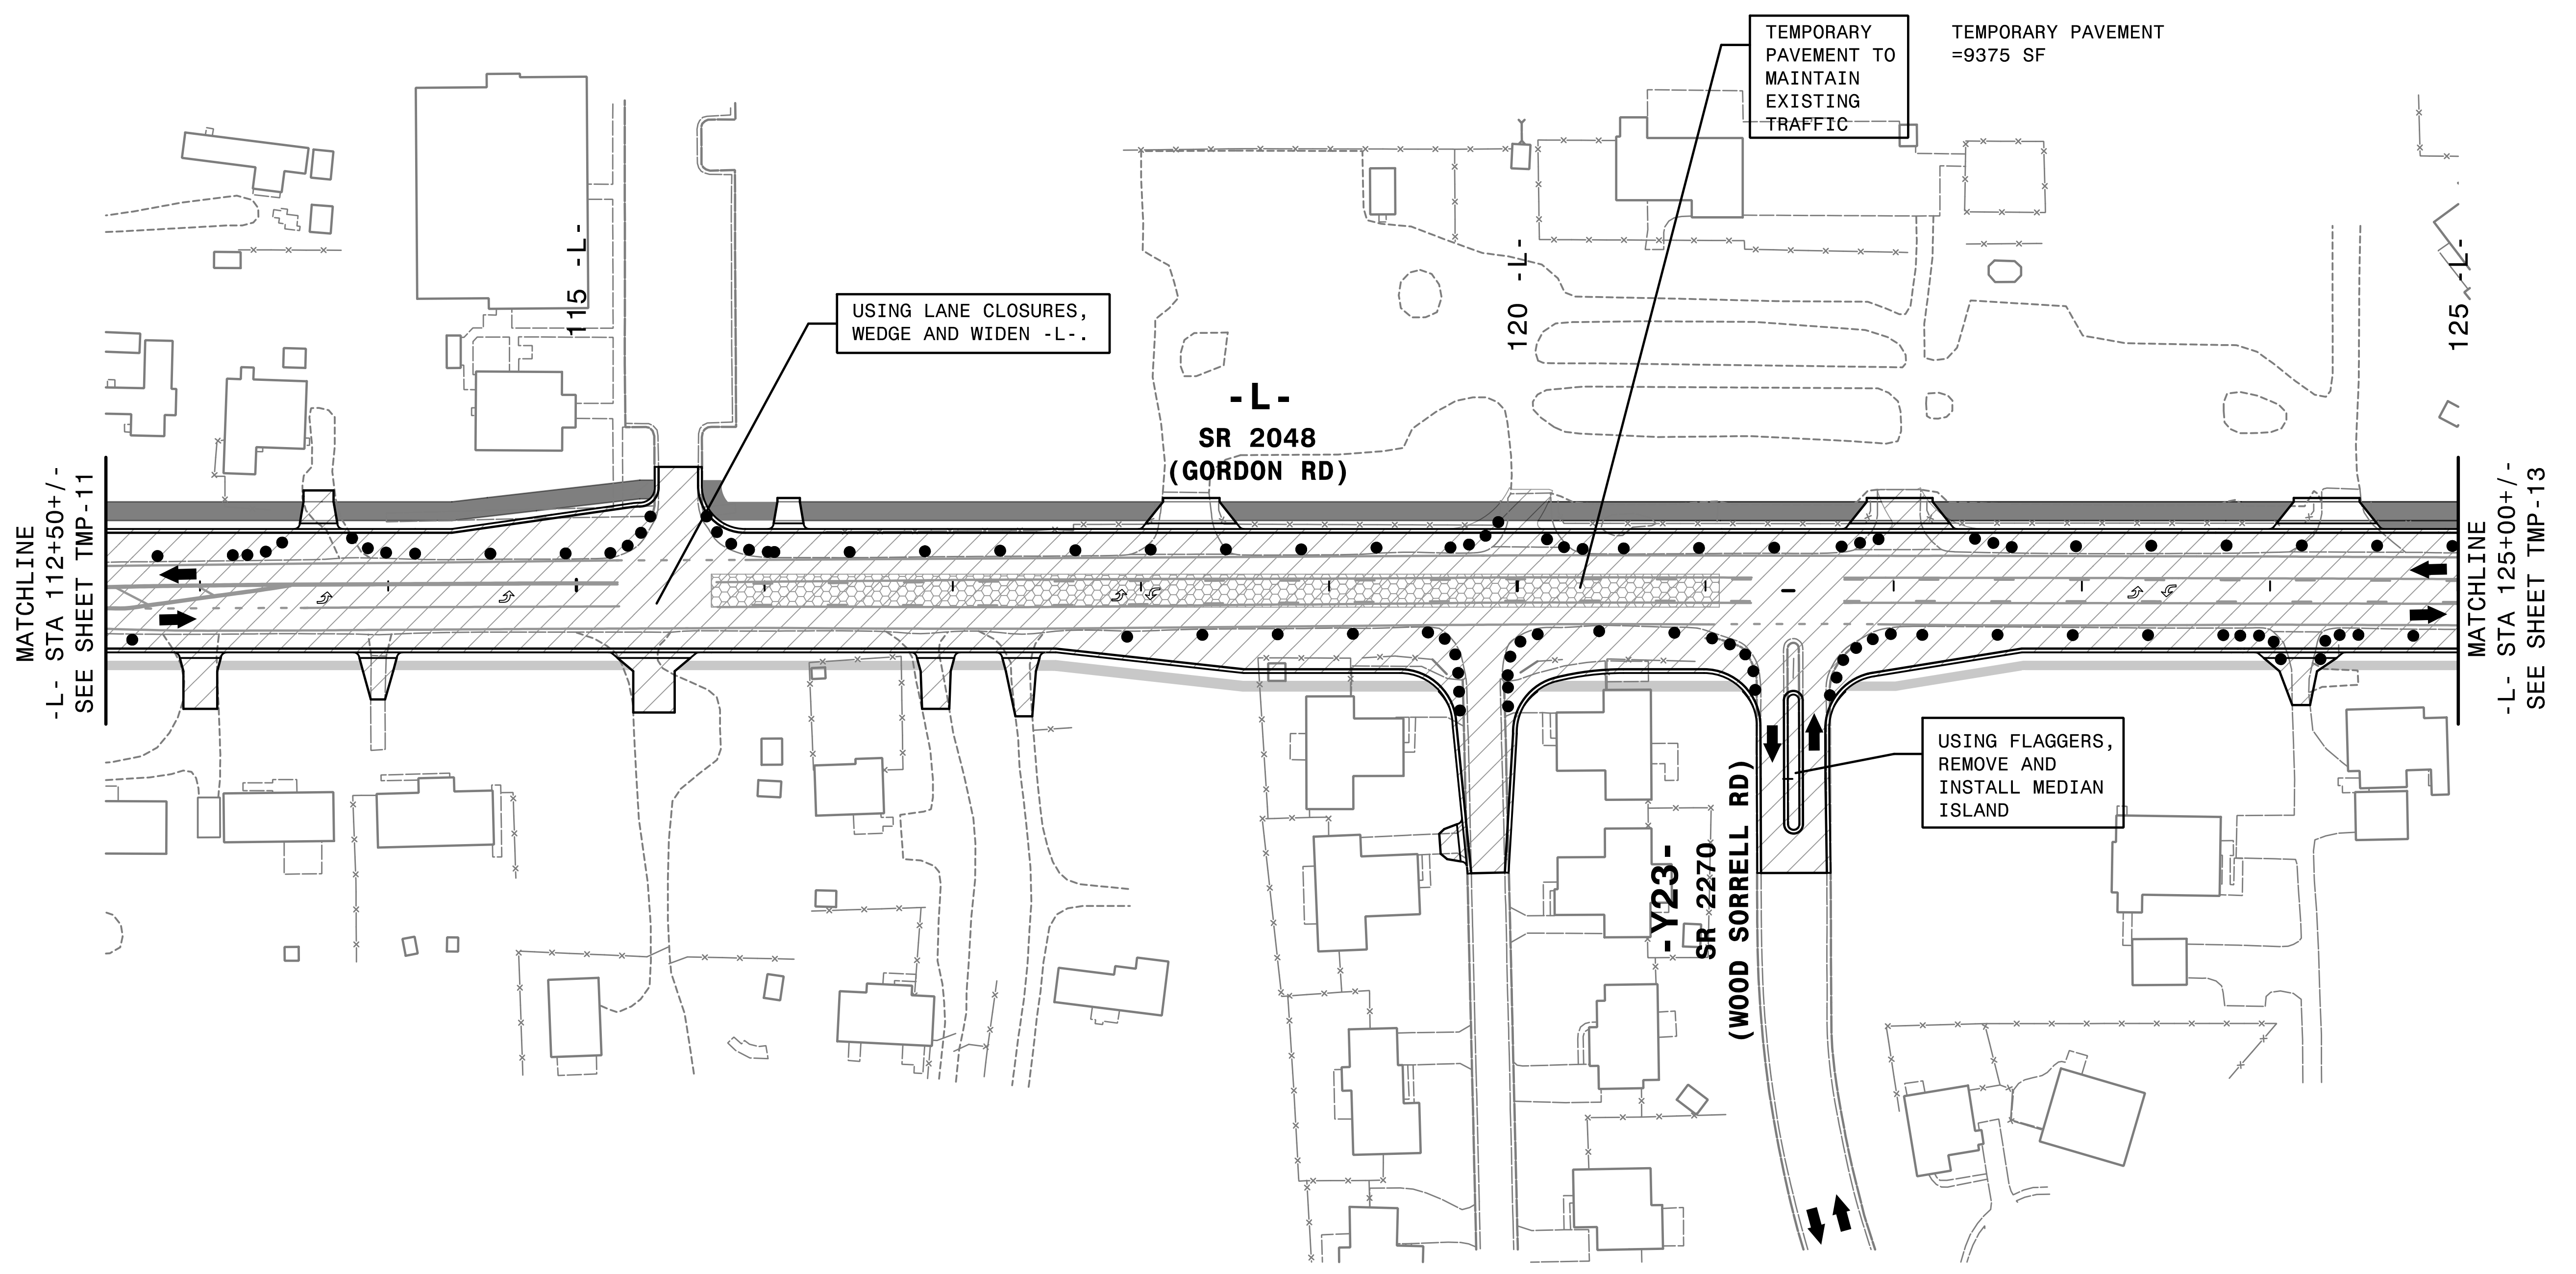 TEMPORARY
PAVEMENT TO
MAINTAIN
EXISTING
TRAFFIC
TEMPORARY PAVEMENT
=9375 SF
115 -L-
120 -L-
125 -L-
USING LANE CLOSURES,
WEDGE AND WIDEN -L-.
-L-
SR 2048
(GORDON RD)
MATCHLINE
-L- STA 112+50+/-
SEE SHEET TMP-11
MATCHLINE
-L- STA 125+00+/-
SEE SHEET TMP-13
USING FLAGGERS,
REMOVE AND
INSTALL MEDIAN
ISLAND
-Y23-
SR 2270
(WOOD SORRELL RD)